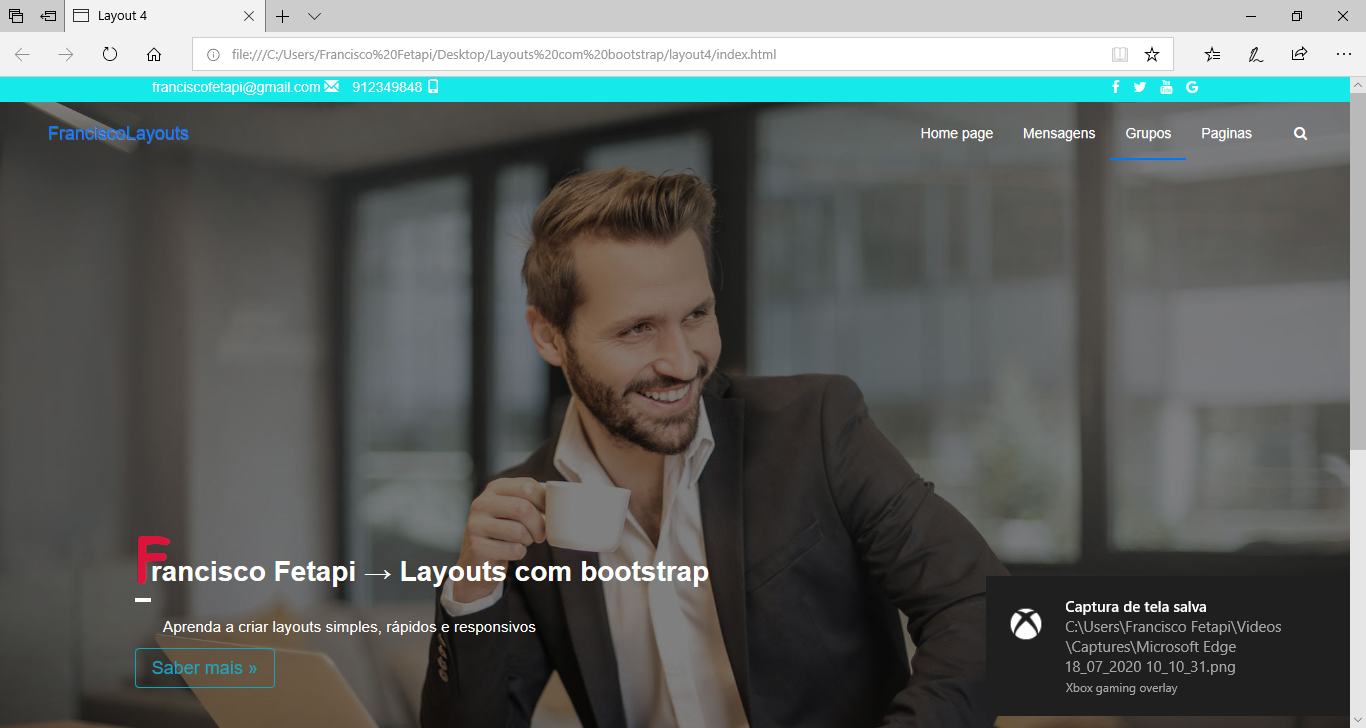 Layout 4
file:///C:/Users/Francisco%20Fetapi/Desktop/Layouts%20com%20bootstrap/layout4/index.html
franciscofetapi@gmail.com 912349848
FranciscoLayouts Home page Mensagens Grupos Paginas
Francisco Fetapi → Layouts com bootstrap
Aprenda a criar layouts simples, rápidos e responsivos
Saber mais »
Captura de tela salva
C:\Users\Francisco Fetapi\Videos
\Captures\Microsoft Edge
18_07_2020 10_10_31.png
Xbox gaming overlay